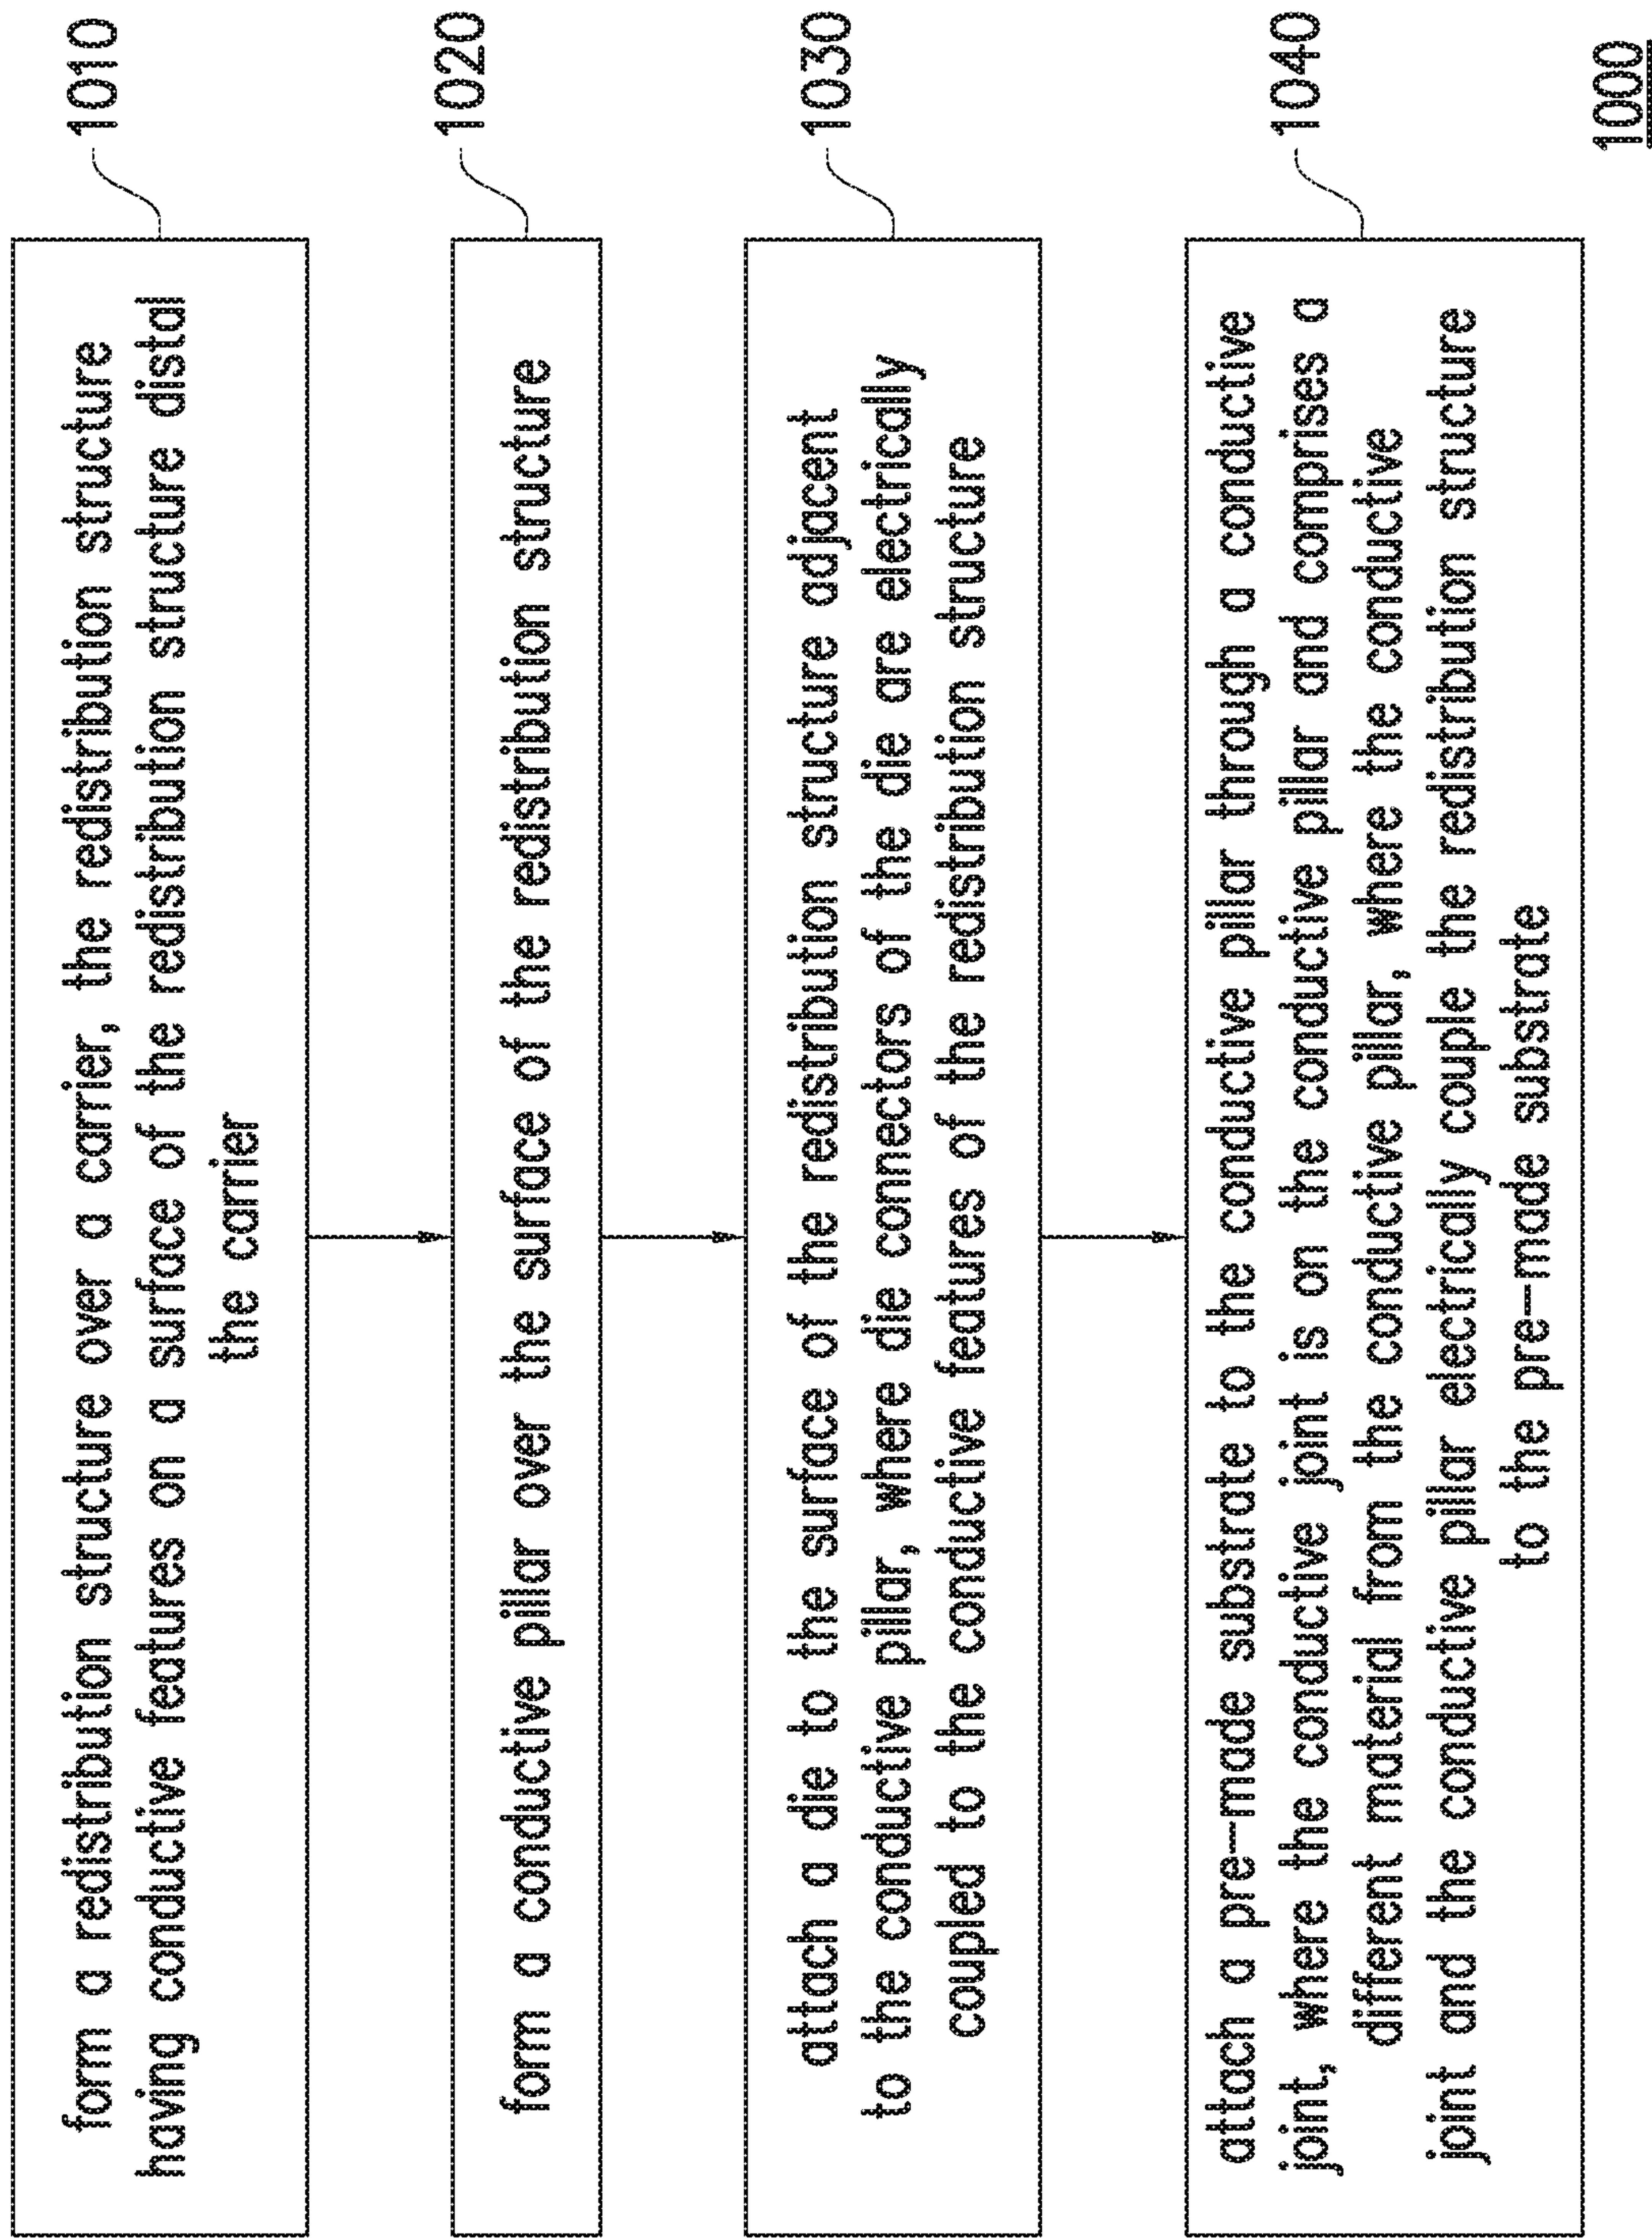 form a redistribution structure over a carrier, the redistribution structure
having conductive features on a surface of the redistribution structure distal
the carrier
1010
form a conductive pillar over the surface of the redistribution structure
1020
attach a die to the surface of the redistribution structure adjacent
to the conductive pillar, where die connectors of the die are electrically
coupled to the conductive features of the redistribution structure
1030
attach a pre-made substrate to the conductive pillar through a conductive
joint, where the conductive joint is on the conductive pillar and comprises a
different material from the conductive pillar, where the conductive
joint and the conductive pillar electrically couple the redistribution structure
to the pre-made substrate
1040
1000